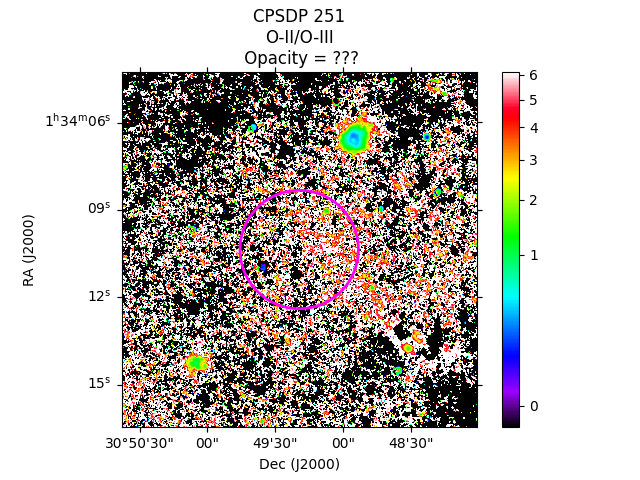 CPSDP 251
O-II/O-III
Opacity = ???
1h34m06s
09s
12s
15s
RA (J2000)
30°50'30" 00" 49'30" 00" 48'30"
Dec (J2000)
6
5
4
3
2
1
0